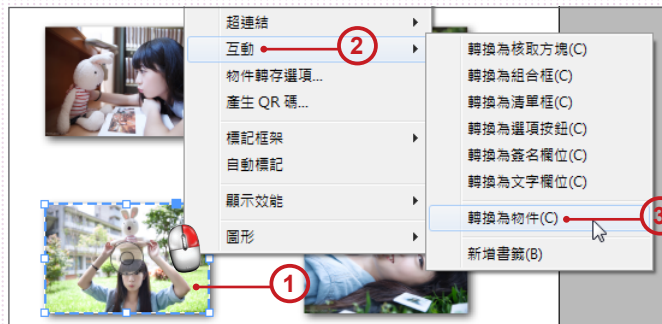 超連結
互動
物件轉存選項...
產生 QR 碼...
標記框架
自動標記
顯示效能
圖形
轉換為核取方塊(C)
轉換為組合框(C)
轉換為清單框(C)
轉換為選項按鈕(C)
轉換為簽名欄位(C)
轉換為文字欄位(C)
轉換為物件(C)
新增書籤(B)
1
2
3